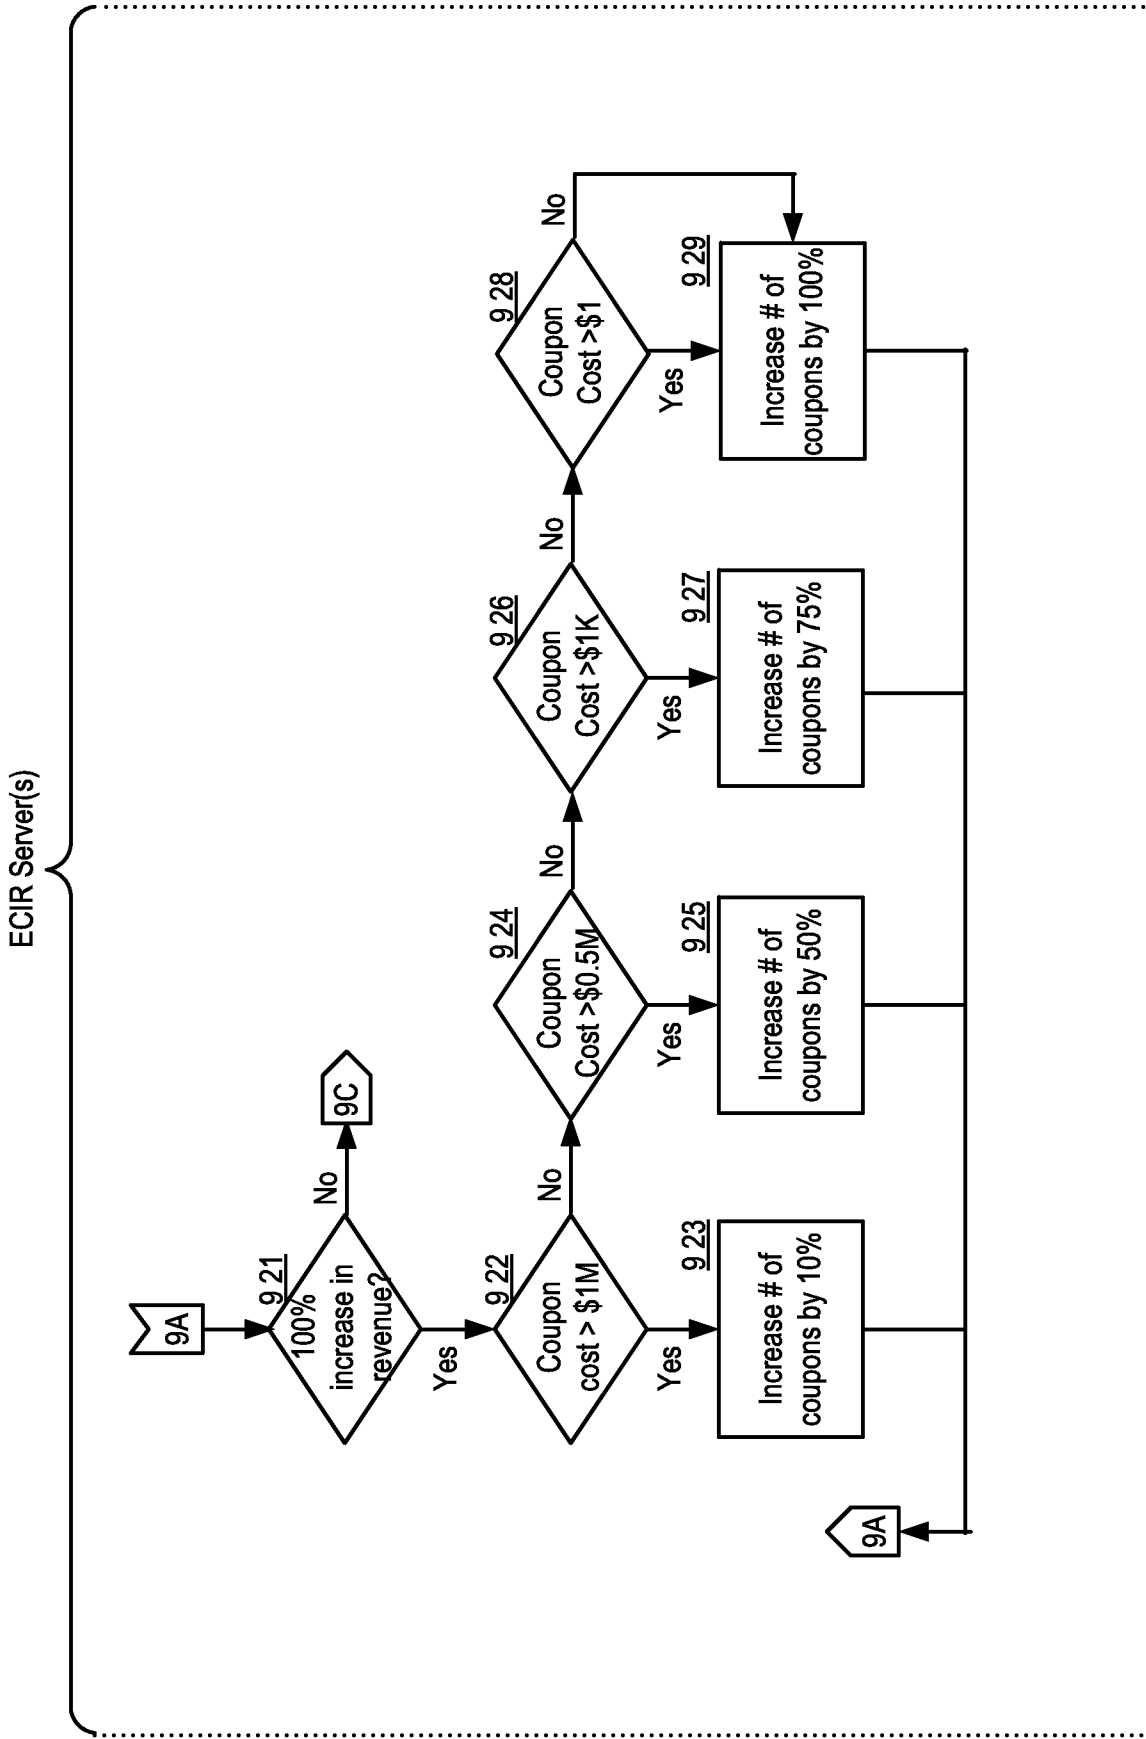 ECIR Server(s)
9A
9 21
100%
increase in
revenue?
No
9C
Yes
9 22
Coupon
cost > $1M
No
Yes
9 23
Increase # of
coupons by 10%
9 24
Coupon
Cost >$0.5M
No
Yes
9 25
Increase # of
coupons by 50%
9 26
Coupon
Cost >$1K
No
Yes
9 27
Increase # of
coupons by 75%
9 28
Coupon
Cost >$1
No
Yes
9 29
Increase # of
coupons by 100%
9A